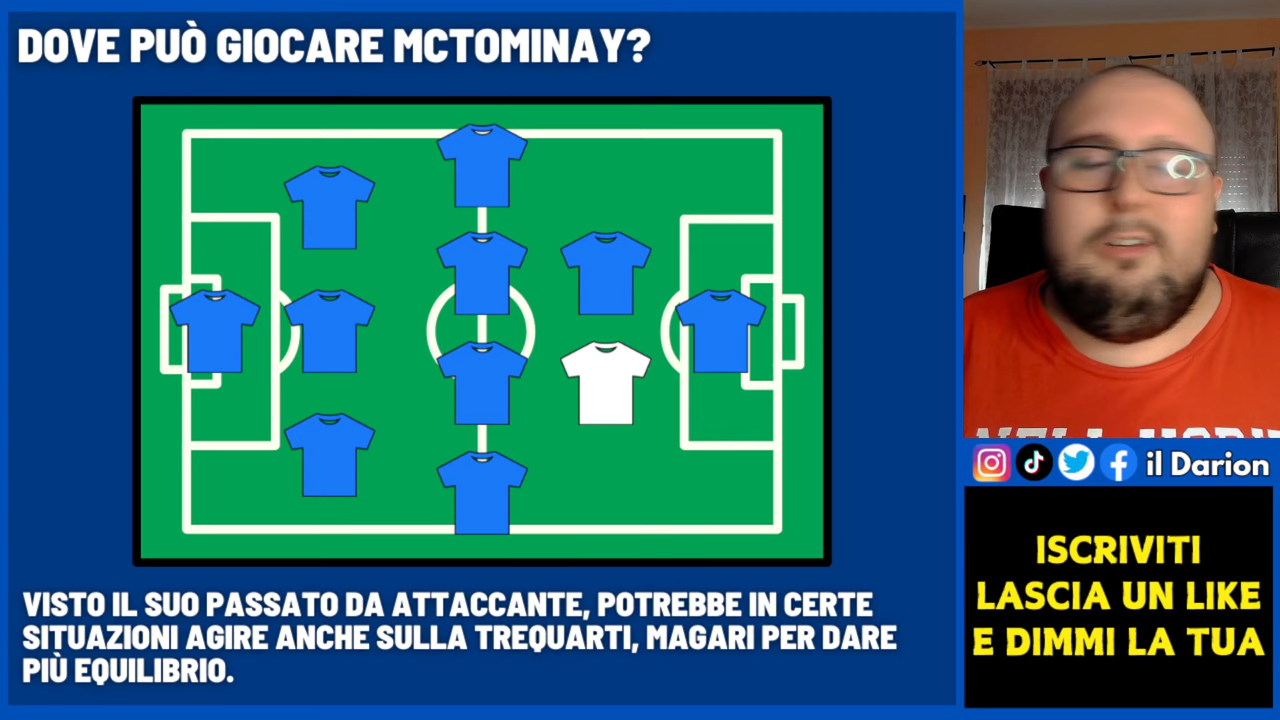 DOVE PUÒ GIOCARE MCTOMINAY?
VISTO IL SUO PASSATO DA ATTACCANTE, POTREBBE IN CERTE
SITUAZIONI AGIRE ANCHE SULLA TREQUARTI, MAGARI PER DARE
PIÙ EQUILIBRIO.
il Darion
ISCRIVITI
LASCIA UN LIKE
E DIMMI LA TUA